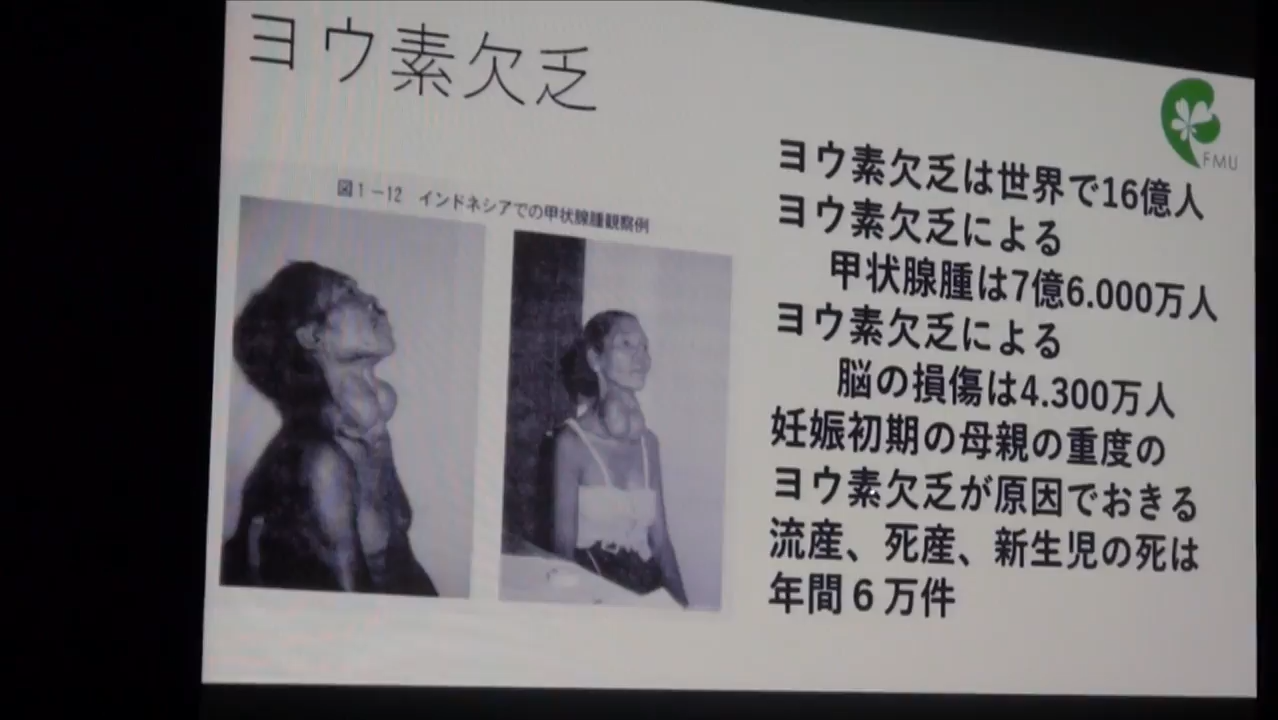 ヨウ素欠乏
FMU
図1－12　インドネシアでの甲状腺腫観察例
ヨウ素欠乏は世界で16億人
ヨウ素欠乏による
甲状腺腫は7億6.000万人
ヨウ素欠乏による
脳の損傷は4.300万人
妊娠初期の母親の重度の
ヨウ素欠乏が原因でおきる
流産、死産、新生児の死は
年間６万件